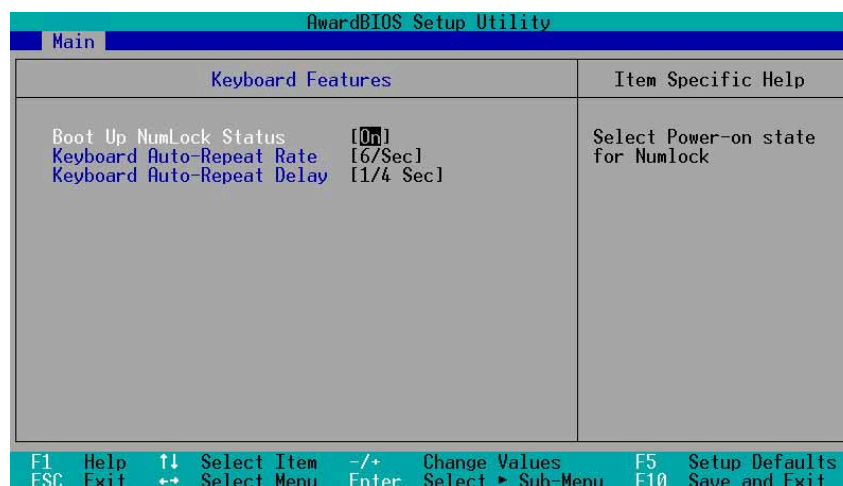 AwardBIOS Setup Utility
Main
Keyboard Features
Item Specific Help
Boot Up NumLock Status [On]
Keyboard Auto-Repeat Rate [6/Sec]
Keyboard Auto-Repeat Delay [1/4 Sec]
Select Power-on state
for Numlock
F1 Help ↑↓ Select Item -/+ Change Values F5 Setup Defaults
ESC Exit ←→ Select Menu Enter Select ► Sub-Menu F10 Save and Exit